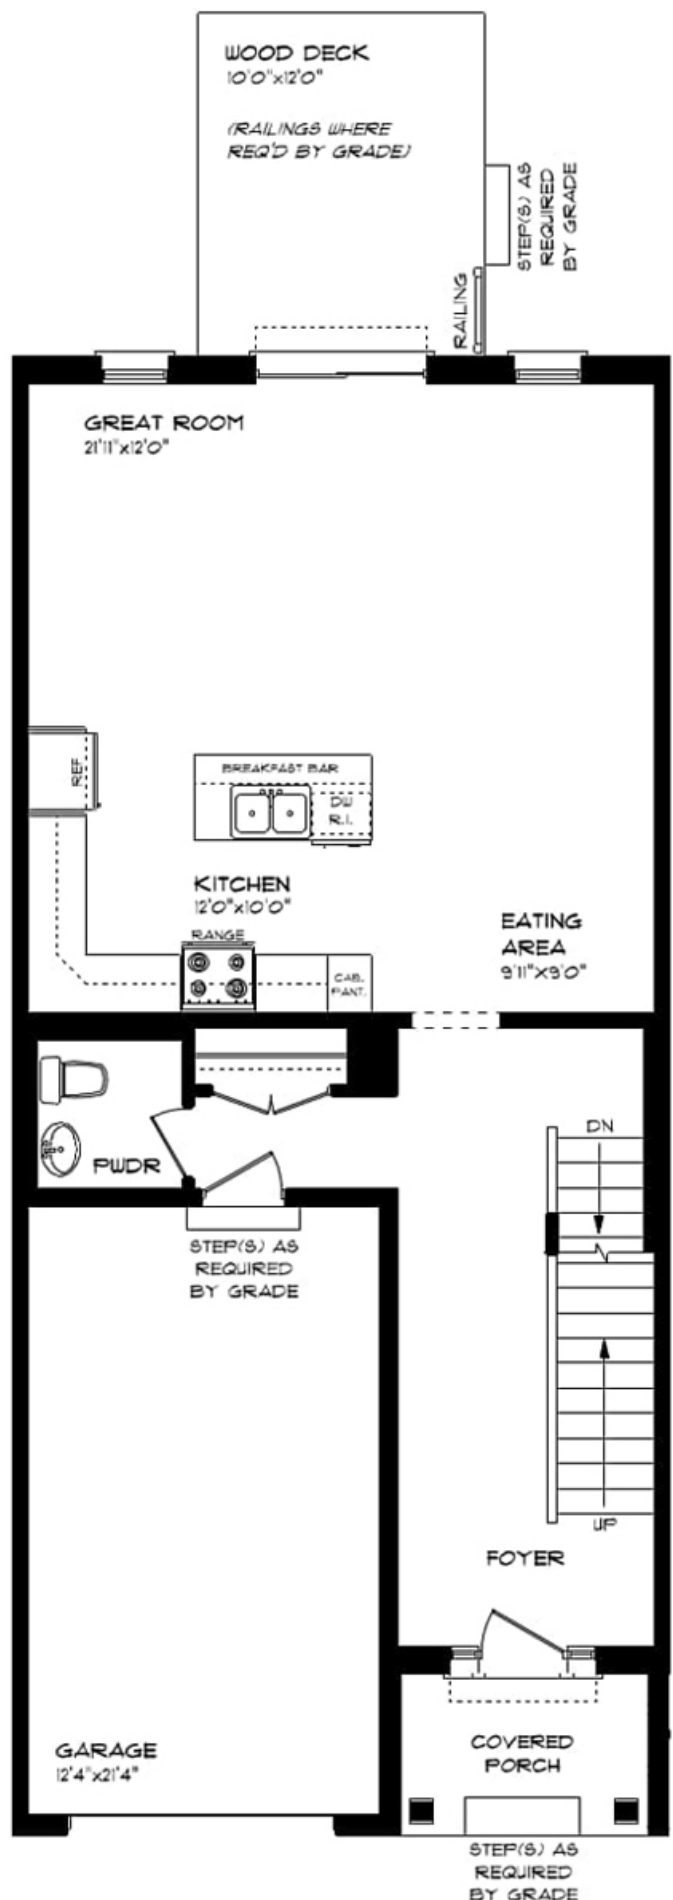 WOOD DECK
10'0"x12'0"
(RAILINGS WHERE
REQ'D BY GRADE)
STEP(S) AS
REQUIRED
BY GRADE
RAILING
GREAT ROOM
21'11"x12'0"
REF
BREAKFAST BAR
DW
R.I.
KITCHEN
12'0"x10'0"
RANGE
CAB.
PANT.
EATING
AREA
9'11"x9'0"
PWDR
DN
STEP(S) AS
REQUIRED
BY GRADE
UP
FOYER
GARAGE
12'4"x21'4"
COVERED
PORCH
STEP(S) AS
REQUIRED
BY GRADE